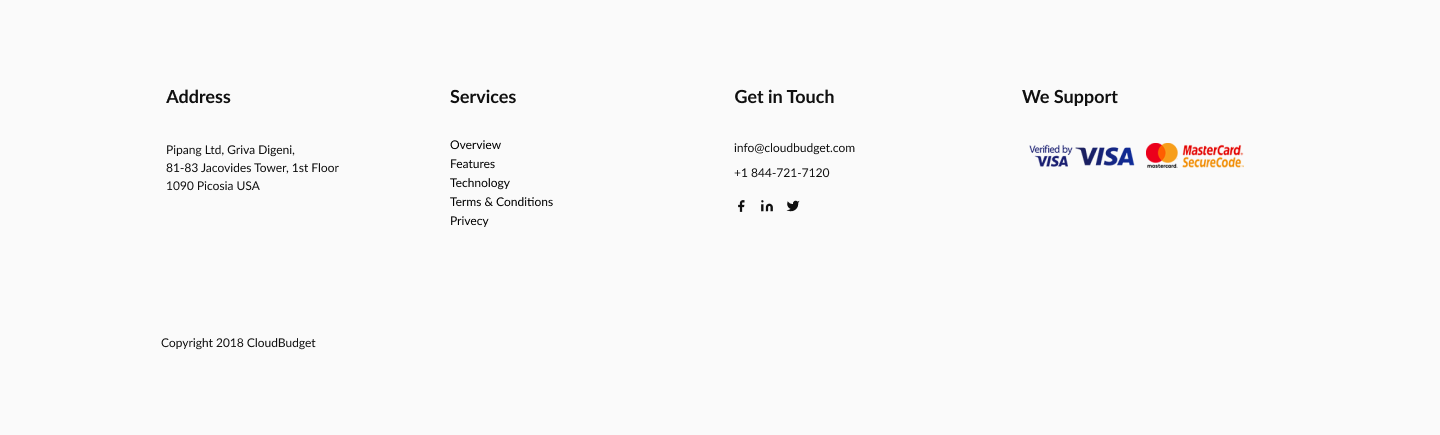 Address
Pipang Ltd, Griva Digeni,
81-83 Jacovides Tower, 1st Floor
1090 Picosia USA
Services
Overview
Features
Technology
Terms & Conditions
Privecy
Get in Touch
info@cloudbudget.com
+1 844-721-7120
We Support
Verified by
VISA
VISA
mastercard.
MasterCard.
SecureCode.
Copyright 2018 CloudBudget